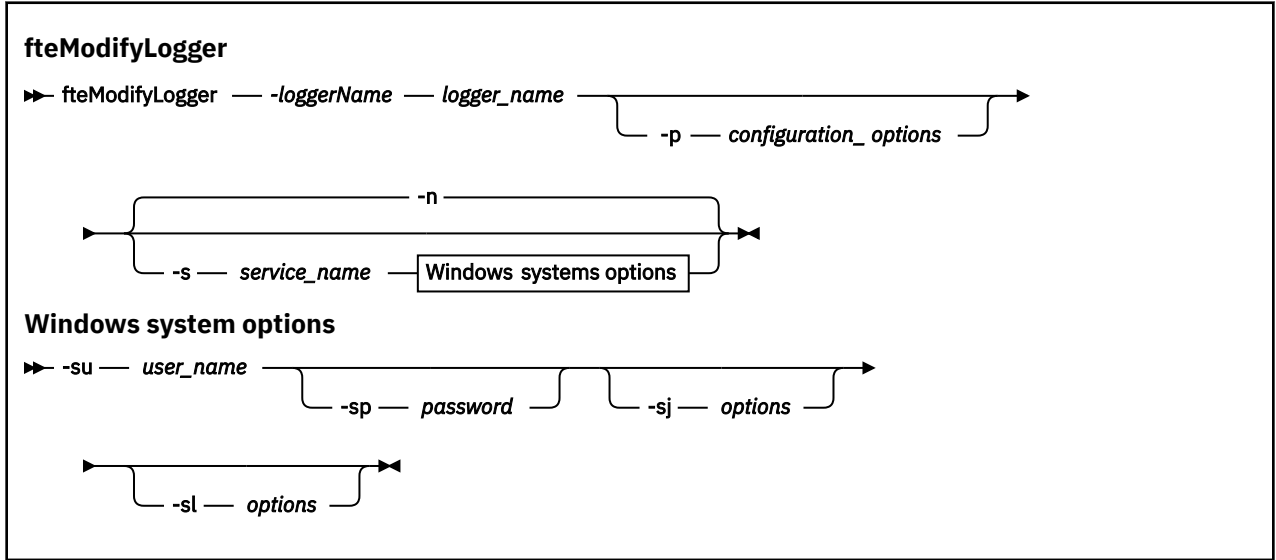 fteModifyLogger
fteModifyLogger -loggerName logger_name
-p configuration_ options
-n
-s service_name Windows systems options
Windows system options
-su user_name
-sp password -sj options
-sl options